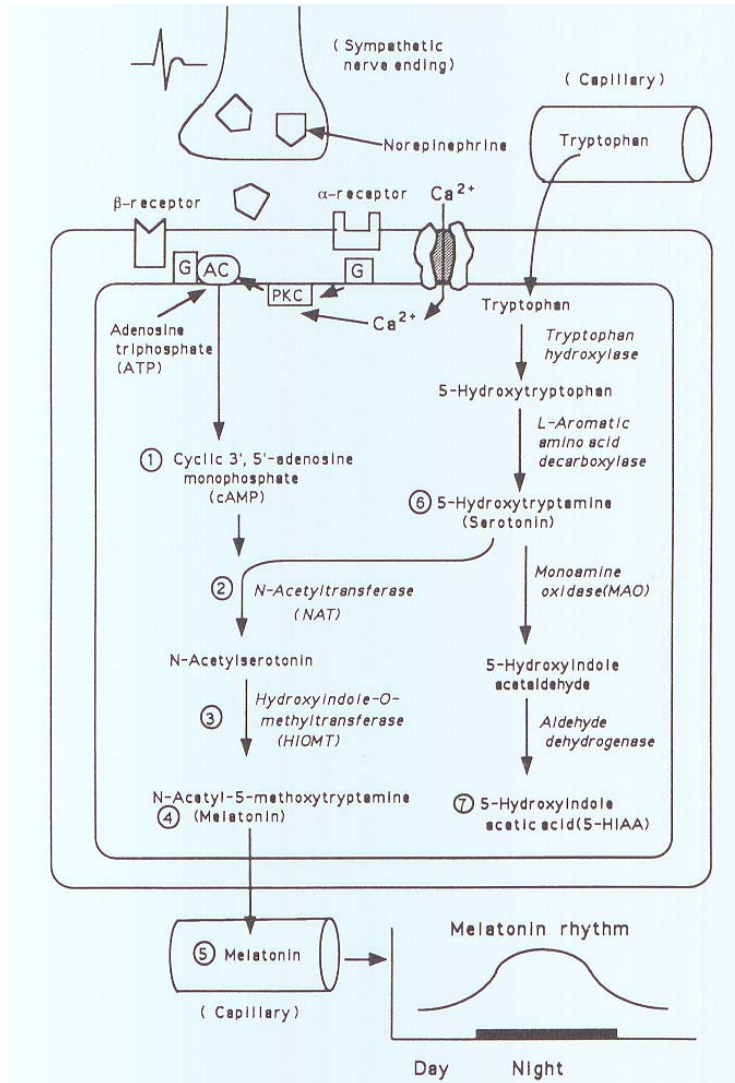 (Sympathetic
nerve ending)
(Capillary)
Norepinephrine
Tryptophan
β-receptor
α-receptor
Ca2+
G
AC
PKC
G
Ca2+
Adenosine
triphosphate
(ATP)
Tryptophan
Tryptophan
hydroxylase
5-Hydroxytryptophan
L-Aromatic
amino acid
decarboxylase
① Cyclic 3', 5'-adenosine
monophosphate
(cAMP)
⑥ 5-Hydroxytryptamine
(Serotonin)
② N-Acetyltransferase
(NAT)
Monoamine
oxidase(MAO)
N-Acetylserotonin
5-Hydroxyindole
acetaldehyde
③ Hydroxyindole-O-
methyltransferase
(HIOMT)
Aldehyde
dehydrogenase
N-Acetyl-5-methoxytryptamine
④ (Melatonin)
⑦ 5-Hydroxyindole
acetic acid(5-HIAA)
⑤ Melatonin
(Capillary)
Melatonin rhythm
Day Night